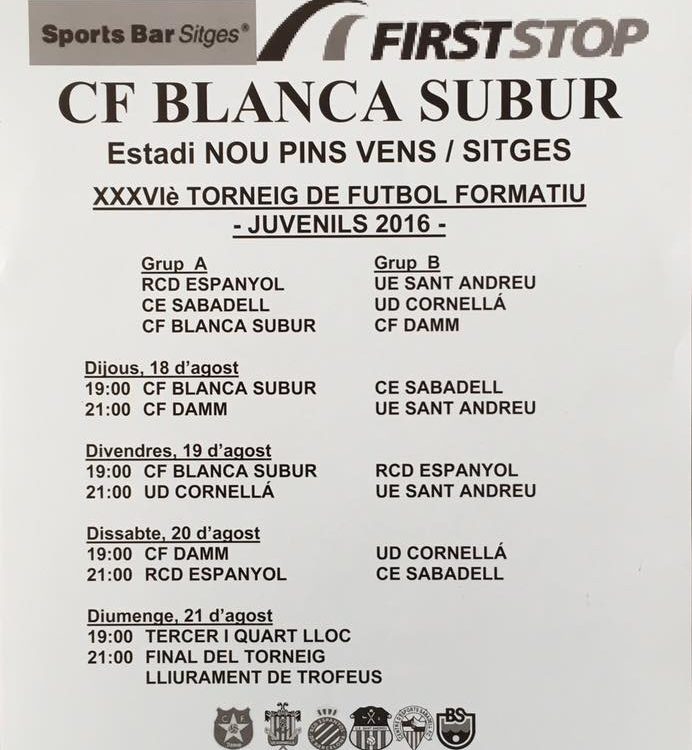 Sports Bar Sitges®
FIRSTSTOP
CF BLANCA SUBUR
Estadi NOU PINS VENS / SITGES
XXXVIè TORNEIG DE FUTBOL FORMATIU
- JUVENILS 2016 -
Grup A Grup B
RCD ESPANYOL UE SANT ANDREU
CE SABADELL UD CORNELLÁ
CF BLANCA SUBUR CF DAMM
Dijous, 18 d'agost
19:00 CF BLANCA SUBUR CE SABADELL
21:00 CF DAMM UE SANT ANDREU
Divendres, 19 d'agost
19:00 CF BLANCA SUBUR RCD ESPANYOL
21:00 UD CORNELLÁ UE SANT ANDREU
Dissabte, 20 d'agost
19:00 CF DAMM UD CORNELLÁ
21:00 RCD ESPANYOL CE SABADELL
Diumenge, 21 d'agost
19:00 TERCER I QUART LLOC
21:00 FINAL DEL TORNEIG
LLIURAMENT DE TROFEUS
CF BS